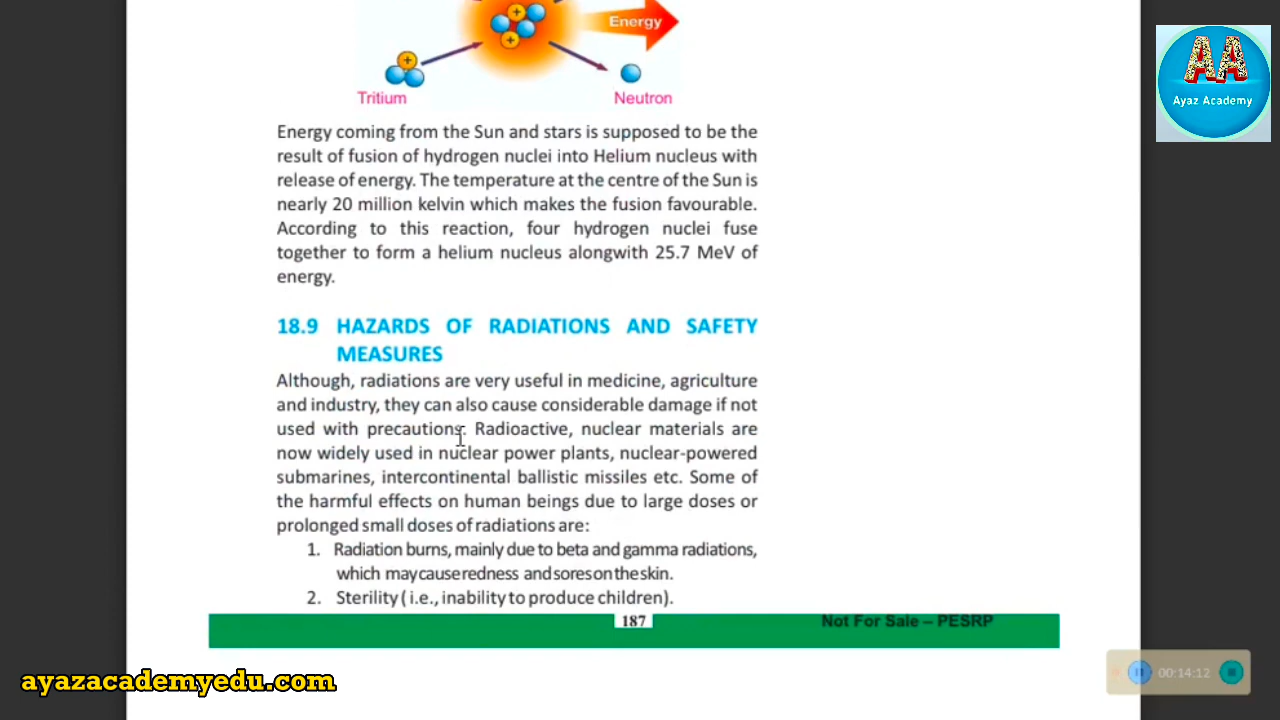 Energy
AA
Ayaz Academy
Tritium
Neutron
Energy coming from the Sun and stars is supposed to be the
result of fusion of hydrogen nuclei into Helium nucleus with
release of energy. The temperature at the centre of the Sun is
nearly 20 million kelvin which makes the fusion favourable.
According to this reaction, four hydrogen nuclei fuse
together to form a helium nucleus alongwith 25.7 MeV of
energy.
18.9 HAZARDS OF RADIATIONS AND SAFETY
MEASURES
Although, radiations are very useful in medicine, agriculture
and industry, they can also cause considerable damage if not
used with precautions. Radioactive, nuclear materials are
now widely used in nuclear power plants, nuclear-powered
submarines, intercontinental ballistic missiles etc. Some of
the harmful effects on human beings due to large doses or
prolonged small doses of radiations are:
1. Radiation burns, mainly due to beta and gamma radiations,
which may cause redness and sores on the skin.
2. Sterility ( i.e., inability to produce children).
187
Not For Sale – PESRP
ayazacademyedu.com
00:14:12